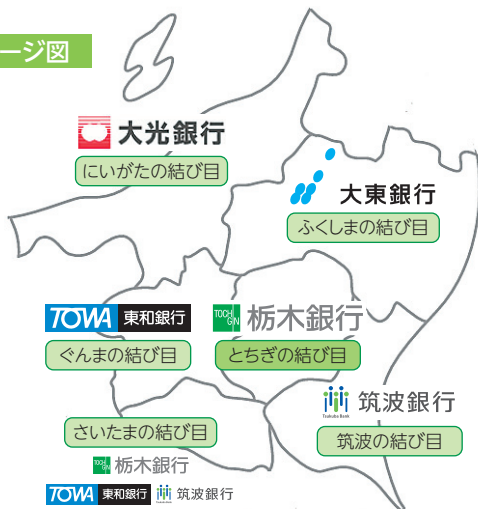 ージ図
大光銀行
にいがたの結び目
大東銀行
ふくしまの結び目
TOWA 東和銀行
TOCHGIN 栃木銀行
ぐんまの結び目
とちぎの結び目
筑波銀行
Tsukuba Bank
さいたまの結び目
筑波の結び目
TOCHGIN 栃木銀行
TOWA 東和銀行 筑波銀行